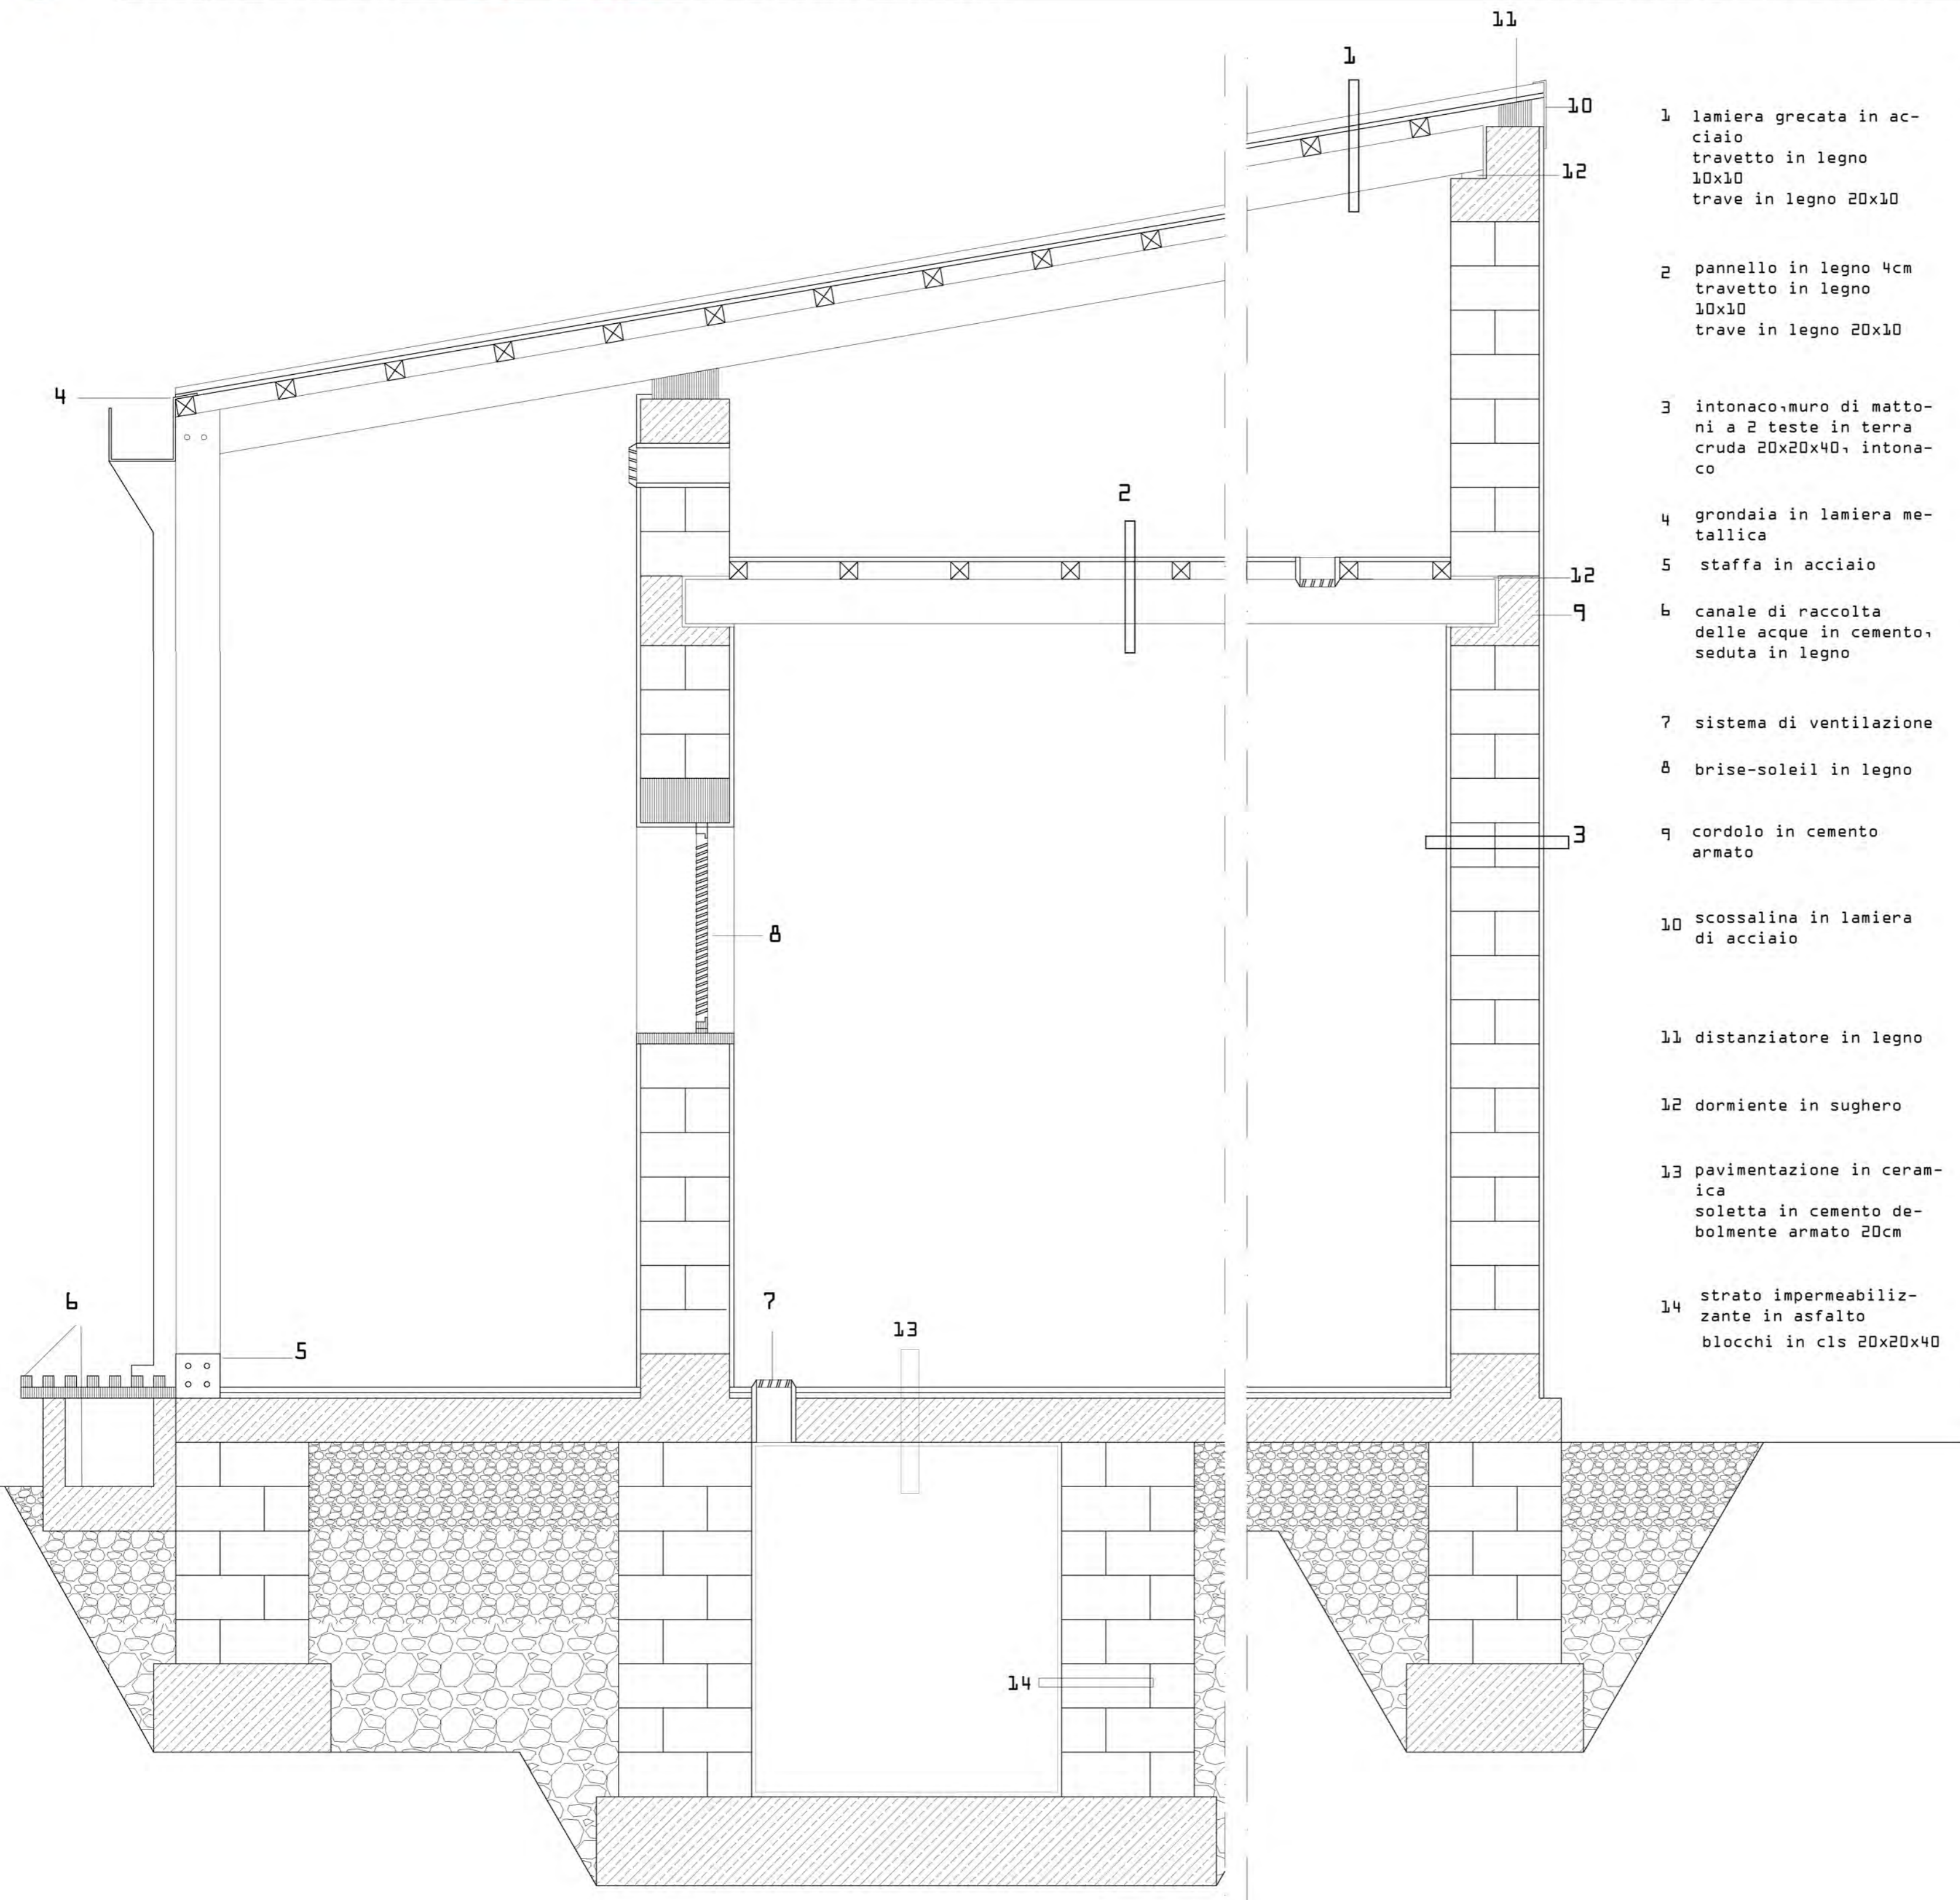 11
1
10
12
4
2
12
9
3
8
7
13
6
5
14
1 lamiera grecata in ac-
ciaio
travetto in legno
10x10
trave in legno 20x10
2 pannello in legno 4cm
travetto in legno
10x10
trave in legno 20x10
3 intonaco,muro di matto-
ni a 2 teste in terra
cruda 20x20x40, intona-
co
4 grondaia in lamiera me-
tallica
5 staffa in acciaio
6 canale di raccolta
delle acque in cemento,
seduta in legno
7 sistema di ventilazione
8 brise-soleil in legno
9 cordolo in cemento
armato
10 scossalina in lamiera
di acciaio
11 distanziatore in legno
12 dormiente in sughero
13 pavimentazione in ceram-
ica
soletta in cemento de-
bolmente armato 20cm
14 strato impermeabiliz-
zante in asfalto
blocchi in cls 20x20x40